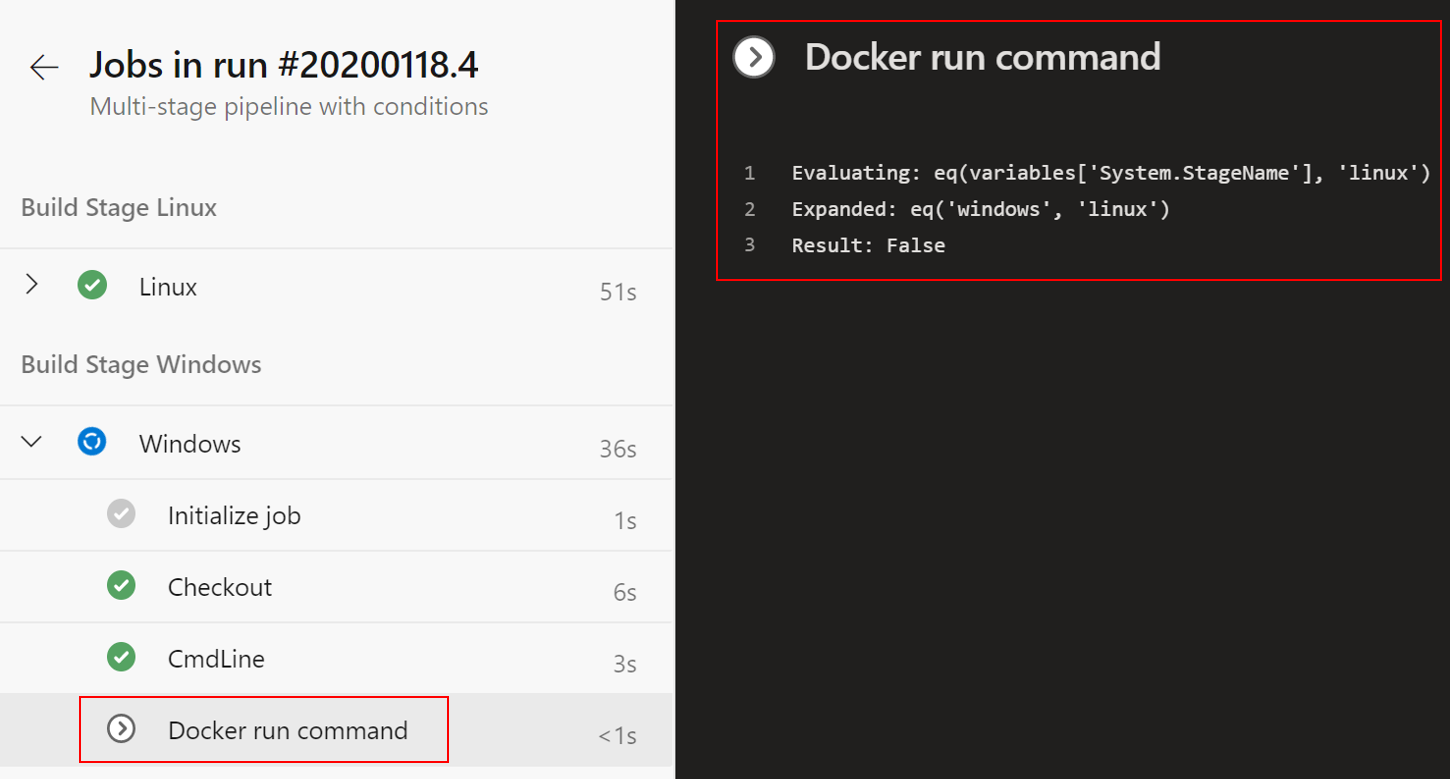 Jobs in run #20200118.4
Multi-stage pipeline with conditions
Build Stage Linux
Linux 51s
Build Stage Windows
Windows 36s
Initialize job 1s
Checkout 6s
CmdLine 3s
Docker run command <1s
Docker run command
1 Evaluating: eq(variables['System.StageName'], 'linux')
2 Expanded: eq('windows', 'linux')
3 Result: False